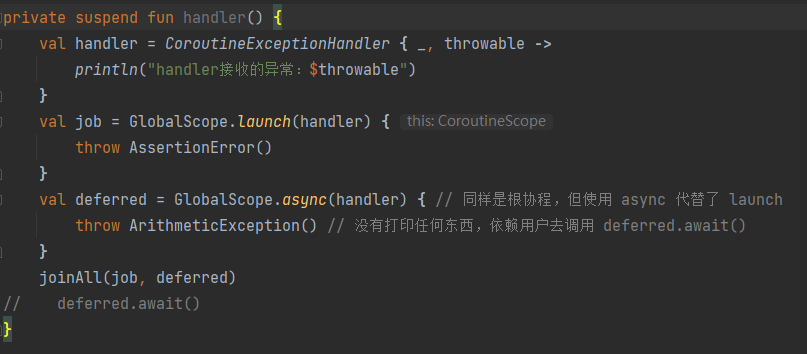 private suspend fun handler() {
    val handler = CoroutineExceptionHandler { _, throwable ->
        println("handler接收的异常：$throwable")
    }
    val job = GlobalScope.launch(handler) { this: CoroutineScope
        throw AssertionError()
    }
    val deferred = GlobalScope.async(handler) { // 同样是根协程，但使用 async 代替了 launch
        throw ArithmeticException() // 没有打印任何东西，依赖用户去调用 deferred.await()
    }
    joinAll(job, deferred)
//    deferred.await()
}